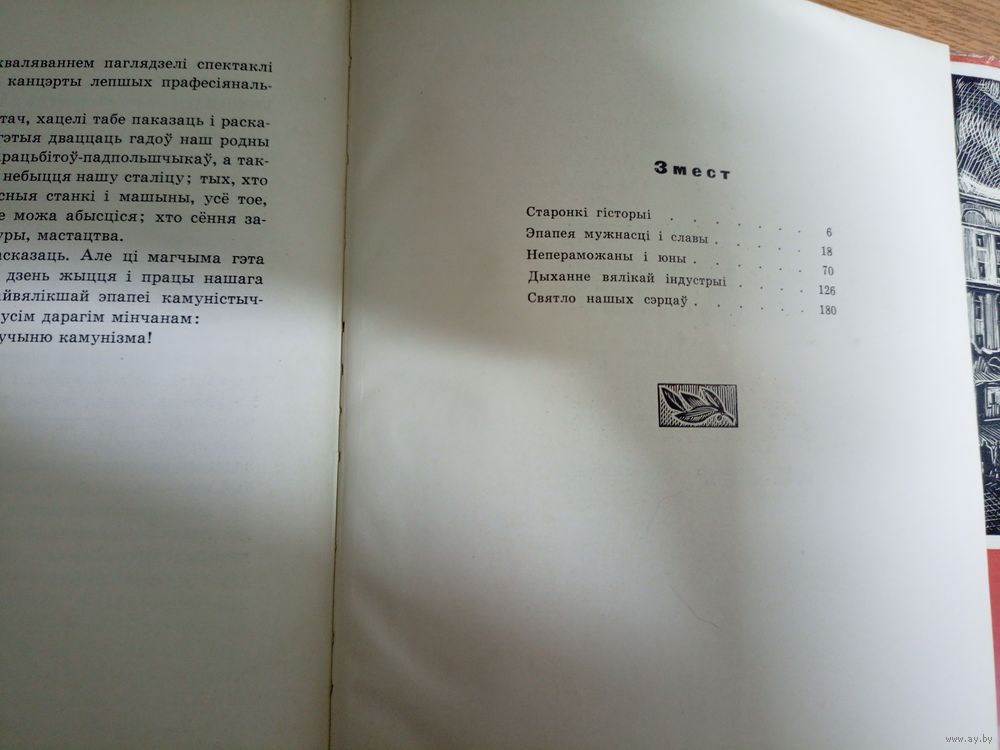 хваляваннем паглядзелі спектаклі
канцэрты лепшых прафесіяналь-
тач, хацелі табе паказаць і раска-
гэтыя дваццаць гадоў наш родны
рацьбітоў-падпольшчыкаў, а так-
небыцця нашу сталіцу; тых, хто
сныя станкі і машыны, усё тое,
е можа абысціся; хто сёння за-
уры, мастацтва.
асказаць. Але ці магчыма гэта
дзень жыцця і працы нашага
айвялікшай эпапеі камуністыч-
усім дарагім мінчанам:
учыню камунізма!
Змест
Старонкі гісторыі . . . . . . . 6
Эпапея мужнасці і славы . . . . . . 18
Непераможаны і юны . . . . . . . 70
Дыханне вялікай індустрыі . . . . . 126
Святло нашых сэрцаў . . . . . . . 180
www.ay.by